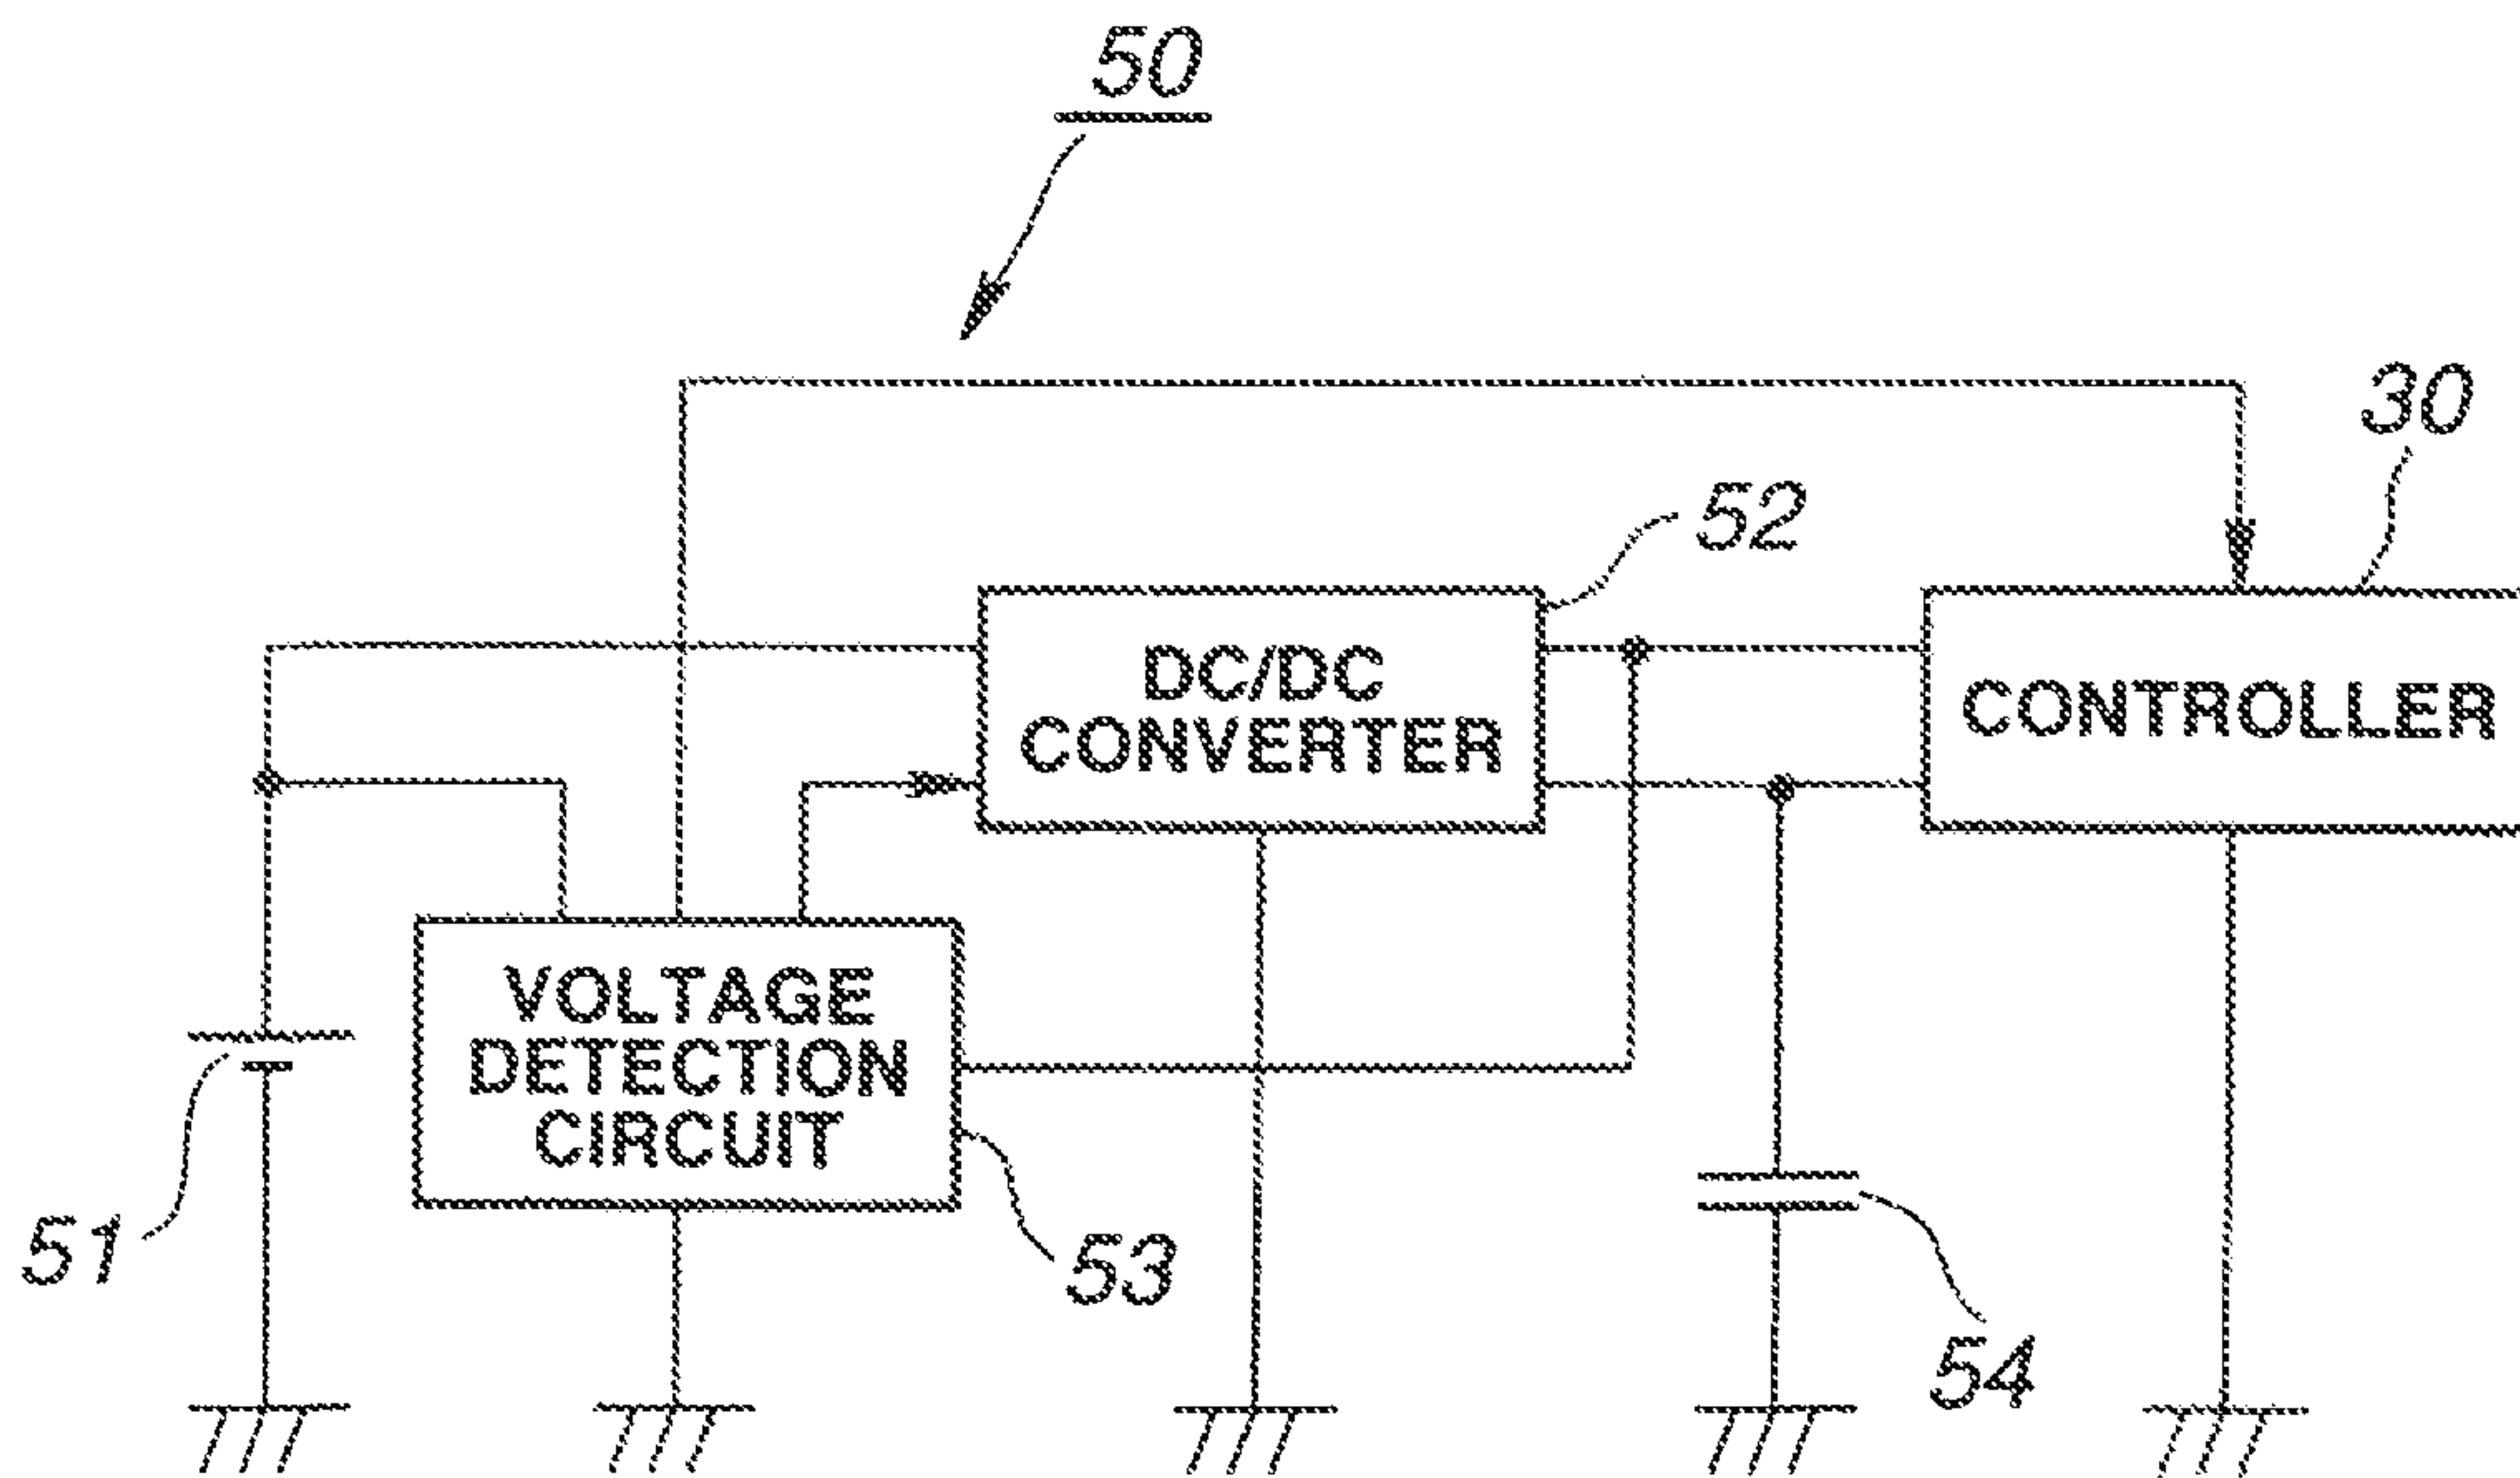 50
30
52
DC/DC
CONVERTER
CONTROLLER
VOLTAGE
DETECTION
CIRCUIT
51
53
54